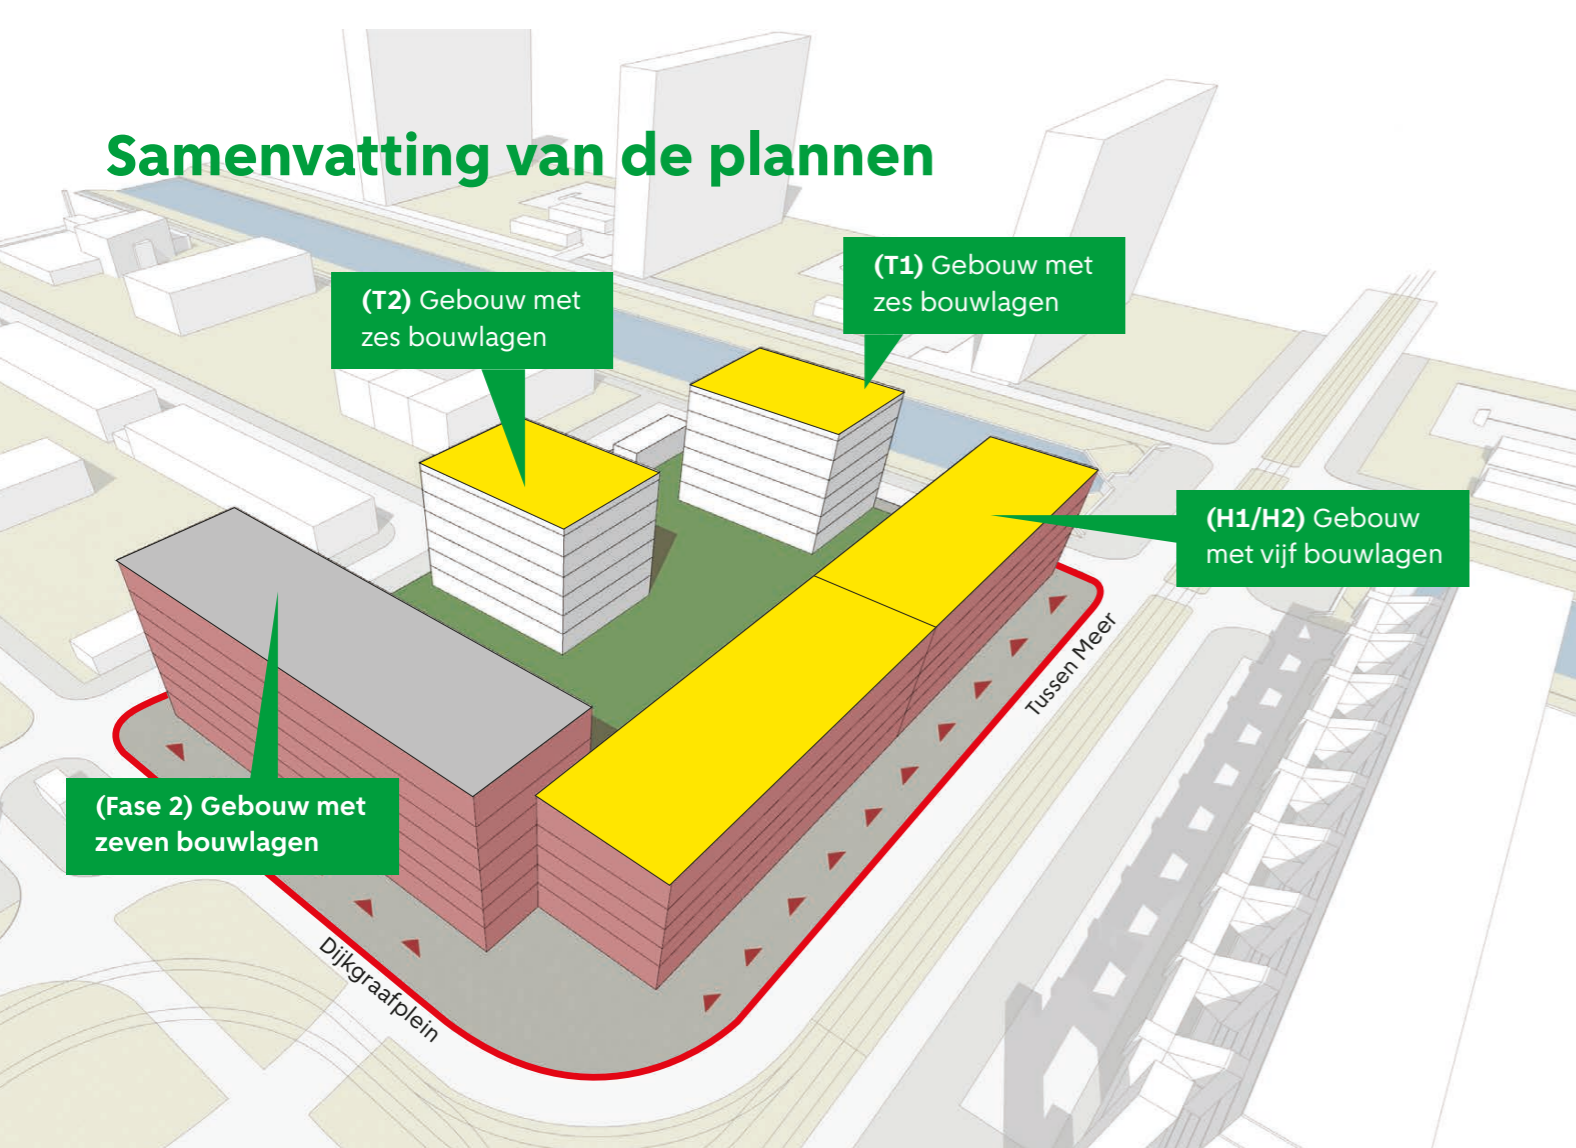 Samenvatting van de plannen
(T1) Gebouw met
zes bouwlagen
(T2) Gebouw met
zes bouwlagen
(H1/H2) Gebouw
met vijf bouwlagen
Tussen Meer
(Fase 2) Gebouw met
zeven bouwlagen
Dijkgraafplein